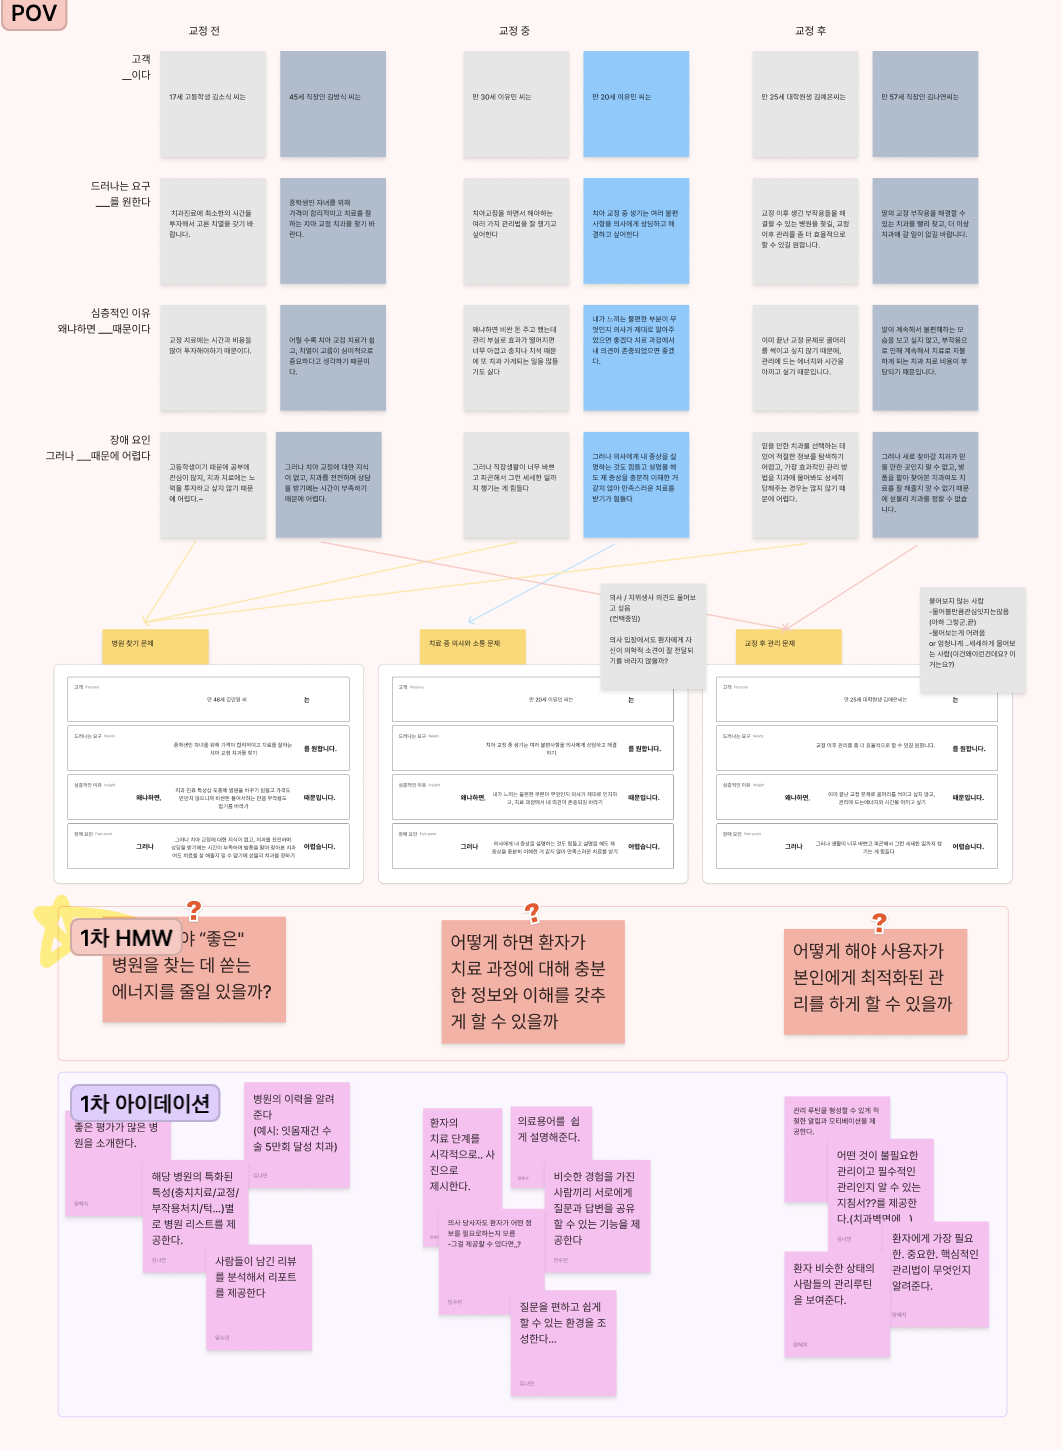 POV
교정 전
교정 중
교정 후
고객
__이다
17세 고등학생 김소식 씨는
45세 직장인 김방식 씨는
만 30세 이유민 씨는
만 20세 이유민 씨는
만 25세 대학원생 김예은씨는
만 57세 직장인 김나연씨는
드러나는 요구
___를 원한다
치과진료에 최소한의 시간을
투자해서 고른 치열을 갖기 바
랍니다.
중학생인 자녀를 위해
가격이 합리적이고 치료를 잘
하는 치아 교정 치과를 찾기 바
란다.
치아교정을 하면서 해야하는
여러 가지 관리법을 잘 챙기고
싶어한다
치아 교정 중 생기는 여러 불편
사항을 의사에게 상담하고 해
결하고 싶어한다
교정 이후 생긴 부작용들을 해
결할 수 있는 병원을 찾길, 교정
이후 관리를 좀 더 효율적으로
할 수 있길 원합니다.
딸의 교정 부작용을 해결할 수
있는 치과를 빨리 찾고, 더 이상
치과에 갈 일이 없길 바랍니다.
심층적인 이유
왜냐하면 ___때문이다
교정 치료에는 시간과 비용을
많이 투자해야하기 때문이다.
어릴 수록 치아 교정 치료가 쉽
고, 치열이 고름이 심미적으로
중요하다고 생각하기 때문이
다.
왜냐하면 비싼 돈 주고 했는데
관리 부실로 효과가 떨어지면
너무 아깝고 충치나 치석 때문
에 또 치과 가게되는 일을 많들
기도 싫다
내가 느끼는 불편한 부분이 무
엇인지 의사가 제대로 알아주
었으면 좋겠다 치료 과정에서
내 의견이 존중되었으면 좋겠
다.
이미 끝난 교정 문제로 골머리
를 썩이고 싶지 않기 때문에,
관리에 드는 에너지와 시간을
아끼고 싶기 때문입니다.
딸이 계속해서 불편해하는 모
습을 보고 싶지 않고, 부작용으
로 인해 계속해서 치료로 지불
하게 되는 치과 치료 비용이 부
담되기 때문입니다.
장애 요인
그러나 ___때문에 어렵다
고등학생이기 때문에 공부에
관심이 많지, 치과 치료에는 노
력을 투자하고 싶지 않기 때문
에 어렵다.~
그러나 치아 교정에 대한 지식
이 없고, 치과를 전전하며 상담
을 받기에는 시간이 부족하기
때문에 어렵다.
그러나 직장생활이 너무 바쁘
고 피곤해서 그런 세세한 일까
지 챙기는 게 힘들다
그러나 의사에게 내 증상을 설
명하는 것도 힘들고 설명을 해
도 제 증상을 충분히 이해한 거
같지 않아 만족스러운 치료를
받기가 힘들다
믿을 만한 치과를 선택하는 데
있어 적절한 정보를 탐색하기
어렵고, 가장 효과적인 관리 방
법을 치과에 물어봐도 상세히
답해주는 경우는 많지 않기 때
문에 어렵다.
그러나 새로 찾아갈 치과가 믿
을 만한 곳인지 알 수 없고, 발
품을 팔아 찾아본 치과여도 치
료를 잘 해줄지 알 수 없기 때문
에 섣불리 치과를 정할 수 없습
니다.
의사 / 치위생사 의견도 물어보
고 싶음
(컨택중임)
의사 입장에서도 환자에게 자
신이 의학적 소견이 잘 전달되
기를 바라지 않을까?
물어보지 않는 사람
-물어볼만큼관심잇지는않음
(아하 그렇군.끝)
-물어보는게 어려움
or 엄청나게 ..세세하게 물어보
는 사람(이건왜이런건데요? 이
거는요?)
병원 찾기 문제
고객 Persona
만 46세 김민영 씨
는
드러나는 요구 Needs
중학생인 자녀를 위해 가격이 합리적이고 치료를 잘하는
치아 교정 치과를 찾기
를 원합니다.
심층적인 이유 Insight
왜냐하면,
치과 진료 특성상 도중에 병원을 바꾸기 힘들고 가격도
만만치 않으니까 비싼돈 들여서하는 만큼 부작용도
없기를 바라기
때문입니다.
장애 요인 Pain point
그러나
그러나 치아 교정에 대한 지식이 없고, 치과를 전전하며
상담을 받기에는 시간이 부족하며 발품을 팔아 찾아본 치과
여도 치료를 잘 해줄지 알 수 없기에 섣불리 치과를 정하기
어렵습니다.
치료 중 의사와 소통 문제
고객 Persona
만 20세 이유민 씨는
드러나는 요구 Needs
치아 교정 중 생기는 여러 불편사항을 의사에게 상담하고 해결
하기
를 원합니다.
심층적인 이유 Insight
왜냐하면,
내가 느끼는 불편한 부분이 무엇인지 의사가 제대로 인지하
고, 치료 과정에서 내 의견이 존중되길 바라기
때문입니다.
장애 요인 Pain point
그러나
의사에게 내 증상을 설명하는 것도 힘들고 설명을 해도 제
증상을 충분히 이해한 거 같지 않아 만족스러운 치료를 받기
어렵습니다.
교정 후 관리 문제
고객 Persona
만 25세 대학원생 김예은씨는
는
드러나는 요구 Needs
교정 이후 관리를 좀 더 효율적으로 할 수 있길 원합니다.
를 원합니다.
심층적인 이유 Insight
왜냐하면,
이미 끝난 교정 문제로 골머리를 썩이고 싶지 않고,
관리에 드는에너지와 시간을 아끼고 싶기
때문입니다.
장애 요인 Pain point
그러나
그러나 생활이 너무 바쁘고 피곤해서 그런 세세한 일까지 챙
기는 게 힘들다
어렵습니다.
1차 HMW
야 “좋은"
병원을 찾는 데 쏟는
에너지를 줄일 있을까?
?
어떻게 하면 환자가
치료 과정에 대해 충분
한 정보와 이해를 갖추
게 할 수 있을까
?
어떻게 해야 사용자가
본인에게 최적화된 관
리를 하게 할 수 있을까
?
1차 아이데이션
좋은 평가가 많은 병
원을 소개한다.
양혜지
병원의 이력을 알려
준다
(예시: 잇몸재건 수
술 5만회 달성 치과)
김나연
해당 병원의 특화된
특성(충치치료/교정/
부작용처치/턱...)별
로 병원 리스트를 제
공한다.
김나연
사람들이 남긴 리뷰
를 분석해서 리포트
를 제공한다
임수민
환자의
치료 단계를
시각적으로.. 사
진으로
제시한다.
의료용어를 쉽
게 설명해준다.
비슷한 경험을 가진
사람끼리 서로에게
질문과 답변을 공유
할 수 있는 기능을 제
공한다
임수민
의사 당사자도 환자가 어떤 정
보를 필요로하는지 모름
-그걸 제공할 수 있다면,,?
임수민
질문을 편하고 쉽게
할 수 있는 환경을 조
성한다...
김나연
관리 루틴을 형성할 수 있게 적
절한 알림과 모티베이션을 제
공한다.
어떤 것이 불필요한
관리이고 필수적인
관리인지 알 수 있는
지침서??를 제공한
다.(치과벽면에...)
김나연
환자에게 가장 필요
한. 중요한. 핵심적인
관리법이 무엇인지
알려준다.
양혜지
환자 비슷한 상태의
사람들의 관리루틴
을 보여준다.
양혜지